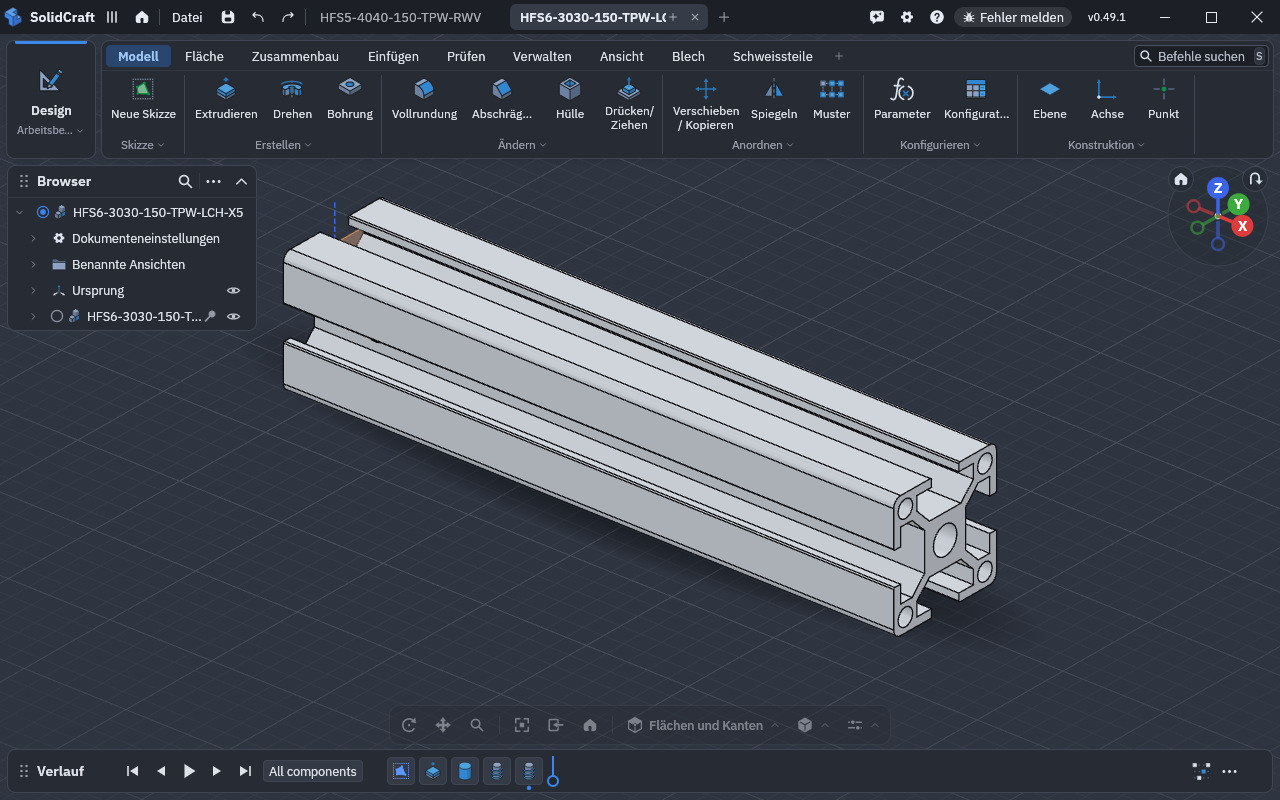 SolidCraft
Datei
HFS5-4040-150-TPW-RWV
HFS6-3030-150-TPW-LC
Fehler melden
v0.49.1
Design
Arbeitsbe...
Modell
Fläche
Zusammenbau
Einfügen
Prüfen
Verwalten
Ansicht
Blech
Schweissteile
Befehle suchen
S
Neue Skizze
Extrudieren
Drehen
Bohrung
Vollrundung
Abschräg...
Hülle
Drücken/
Ziehen
Verschieben
/ Kopieren
Spiegeln
Muster
Parameter
Konfigurat...
Ebene
Achse
Punkt
Skizze
Erstellen
Ändern
Anordnen
Konfigurieren
Konstruktion
Browser
HFS6-3030-150-TPW-LCH-X5
Dokumenteneinstellungen
Benannte Ansichten
Ursprung
HFS6-3030-150-T...
Z
Y
X
Flächen und Kanten
Verlauf
All components